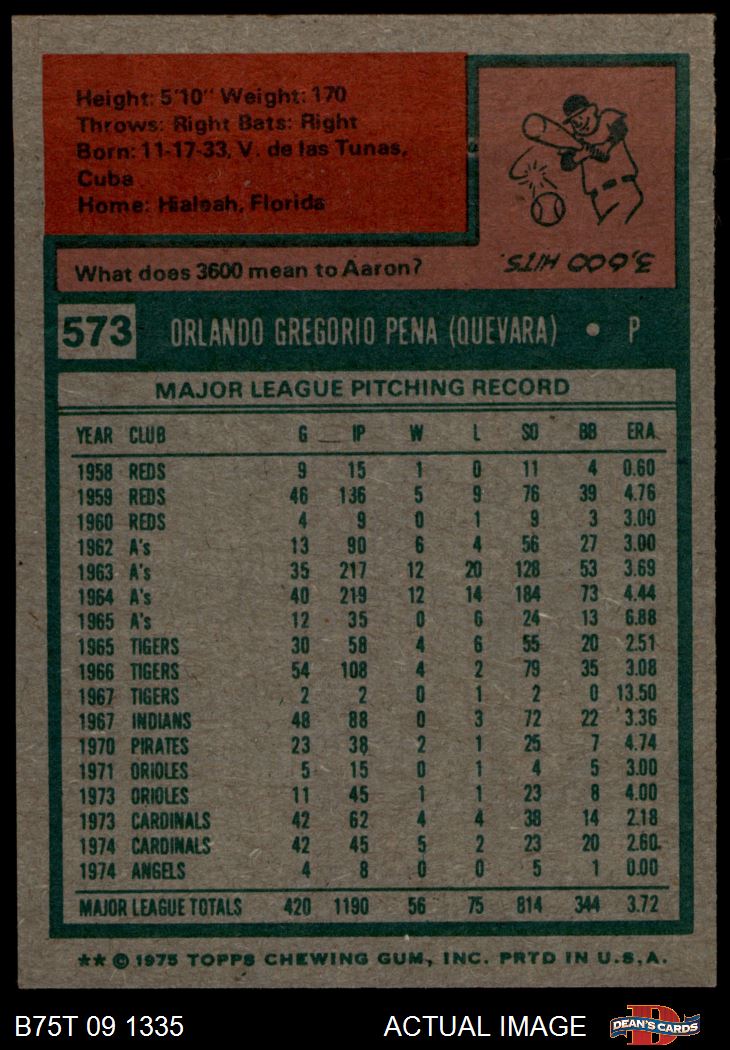 Height: 5'10" Weight: 170
Throws: Right Bats: Right
Born: 11-17-33, V. de las Tunas,
Cuba
Home: Hialeah, Florida
3,600 HITS.
What does 3600 mean to Aaron?
573 ORLANDO GREGORIO PENA (QUEVARA) • P
MAJOR LEAGUE PITCHING RECORD
YEAR CLUB G IP W L SO BB ERA
1958 REDS 9 15 1 0 11 4 0.60
1959 REDS 46 136 5 9 76 39 4.76
1960 REDS 4 9 0 1 9 3 3.00
1962 A's 13 90 6 4 56 27 3.00
1963 A's 35 217 12 20 128 53 3.69
1964 A's 40 219 12 14 184 73 4.44
1965 A's 12 35 0 6 24 13 6.88
1965 TIGERS 30 58 4 6 55 20 2.51
1966 TIGERS 54 108 4 2 79 35 3.08
1967 TIGERS 2 2 0 1 2 0 13.50
1967 INDIANS 48 88 0 3 72 22 3.36
1970 PIRATES 23 38 2 1 25 7 4.74
1971 ORIOLES 5 15 0 1 4 5 3.00
1973 ORIOLES 11 45 1 1 23 8 4.00
1973 CARDINALS 42 62 4 4 38 14 2.18
1974 CARDINALS 42 45 5 2 23 20 2.60
1974 ANGELS 4 8 0 0 5 1 0.00
MAJOR LEAGUE TOTALS 420 1190 56 75 814 344 3.72
** © 1975 TOPPS CHEWING GUM, INC. PRTD IN U.S.A.
B75T 09 1335 ACTUAL IMAGE D DEAN'S CARDS